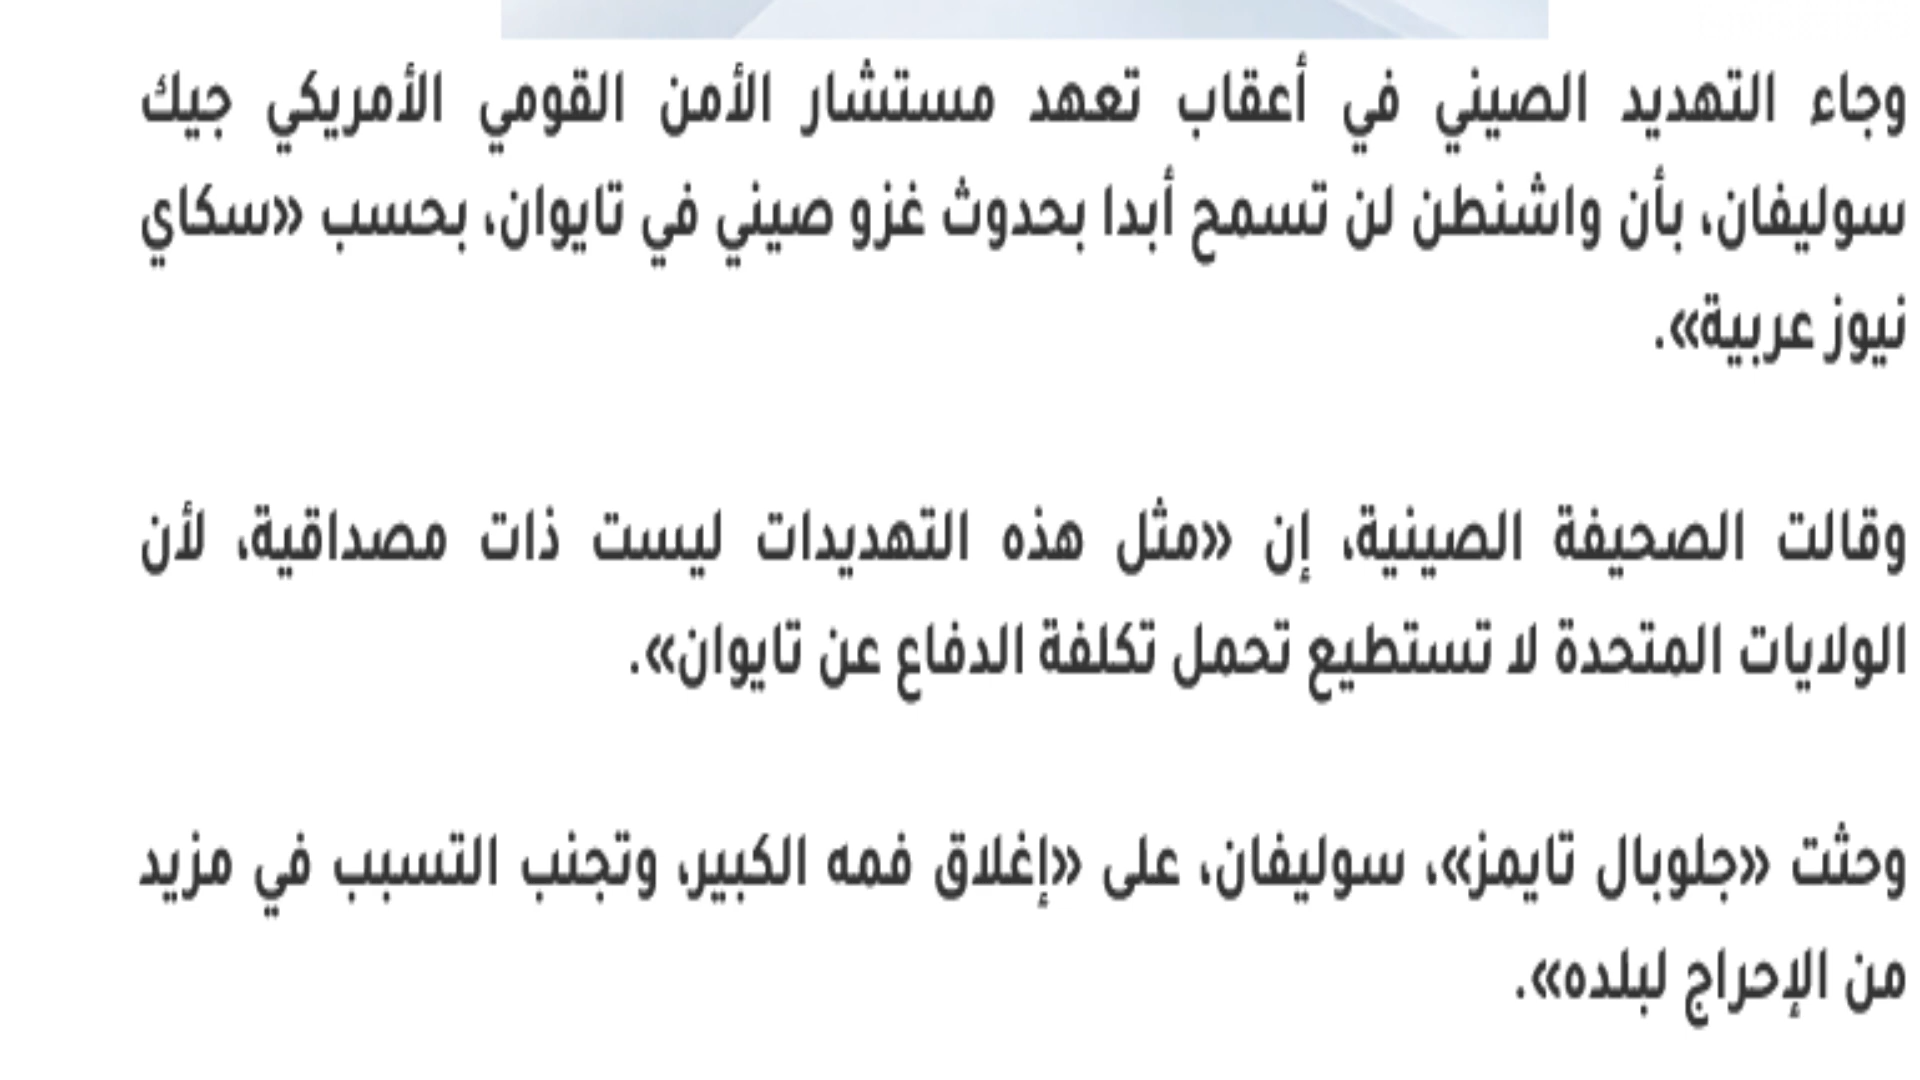 وجاء التهديد الصيني في أعقاب تعهد مستشار الأمن القومي الأمريكي جيك
سوليفان، بأن واشنطن لن تسمح أبدا بحدوث غزو صيني في تايوان، بحسب «سكاي
نيوز عربية».
وقالت الصحيفة الصينية، إن «مثل هذه التهديدات ليست ذات مصداقية، لأن
الولايات المتحدة لا تستطيع تحمل تكلفة الدفاع عن تايوان».
وحثت «جلوبال تايمز»، سوليفان، على «إغلاق فمه الكبير، وتجنب التسبب في مزيد
من الإحراج لبلده».